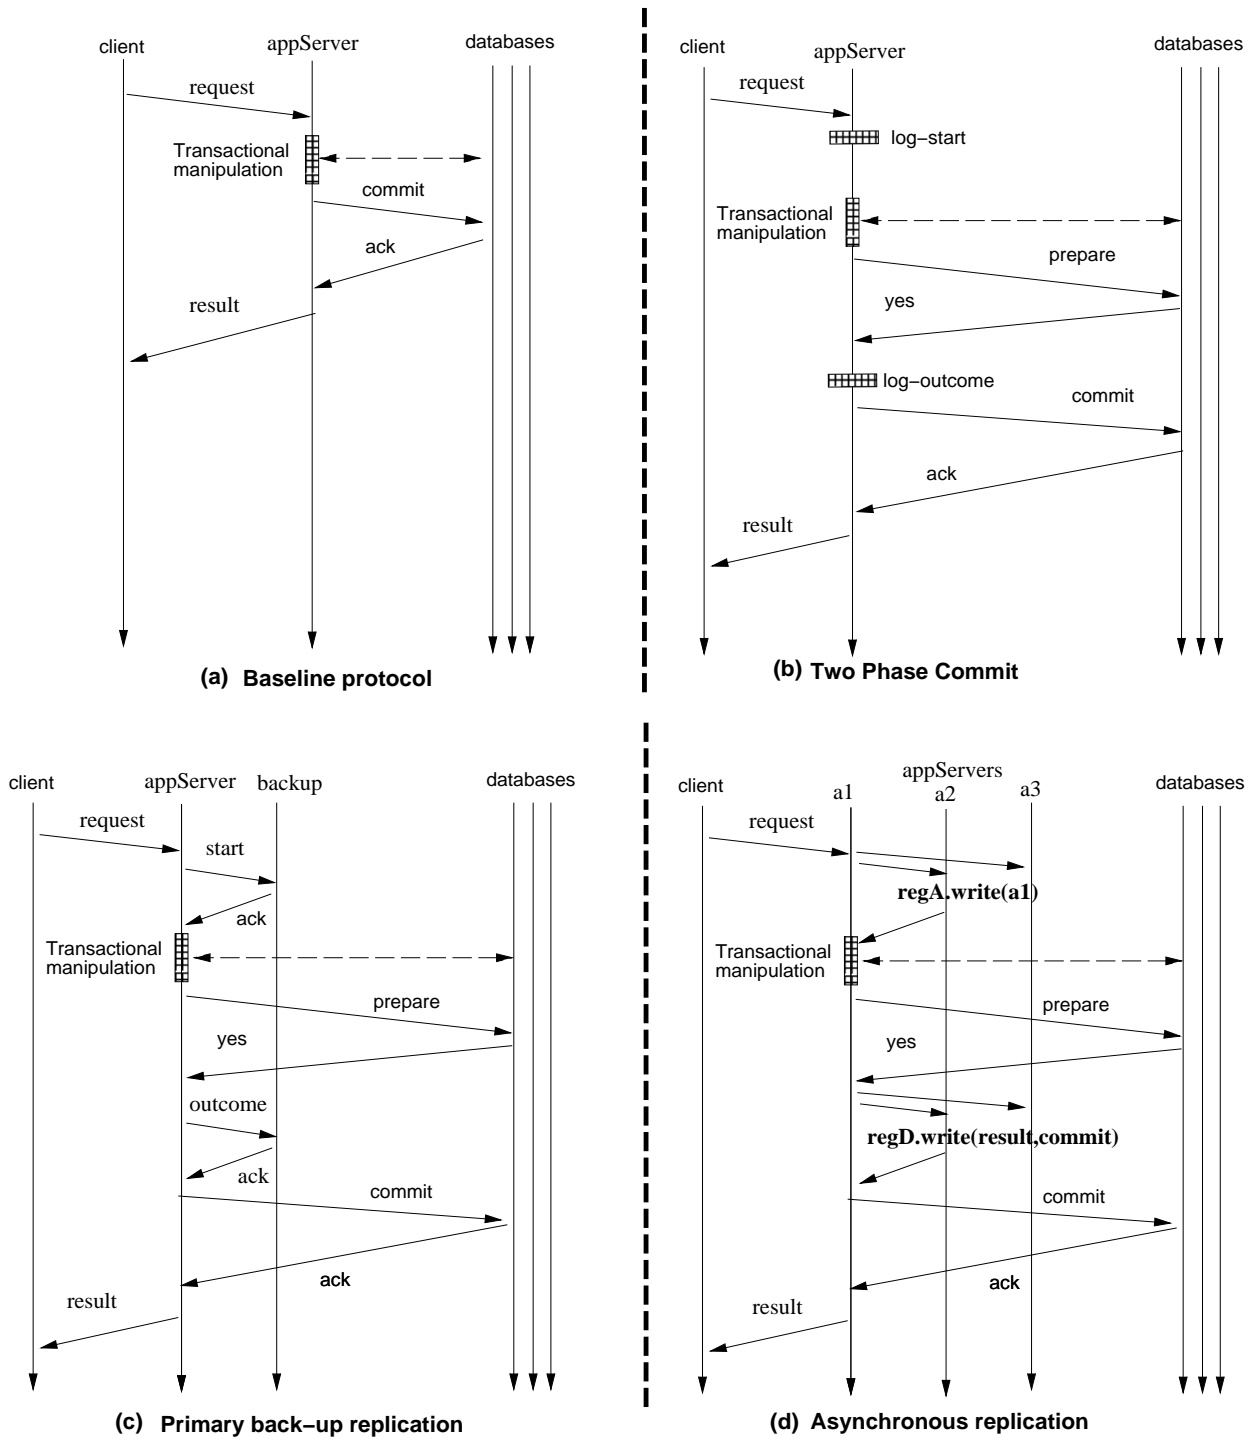 client
appServer
databases
request
Transactional
manipulation
commit
ack
result
(a) Baseline protocol
client
appServer
databases
request
log–start
Transactional
manipulation
prepare
yes
log–outcome
commit
ack
result
(b) Two Phase Commit
client
appServer
backup
databases
request
start
ack
Transactional
manipulation
prepare
yes
outcome
ack
commit
ack
result
(c) Primary back–up replication
client
appServers
a1
a2
a3
databases
request
regA.write(a1)
Transactional
manipulation
prepare
yes
regD.write(result,commit)
commit
ack
result
(d) Asynchronous replication